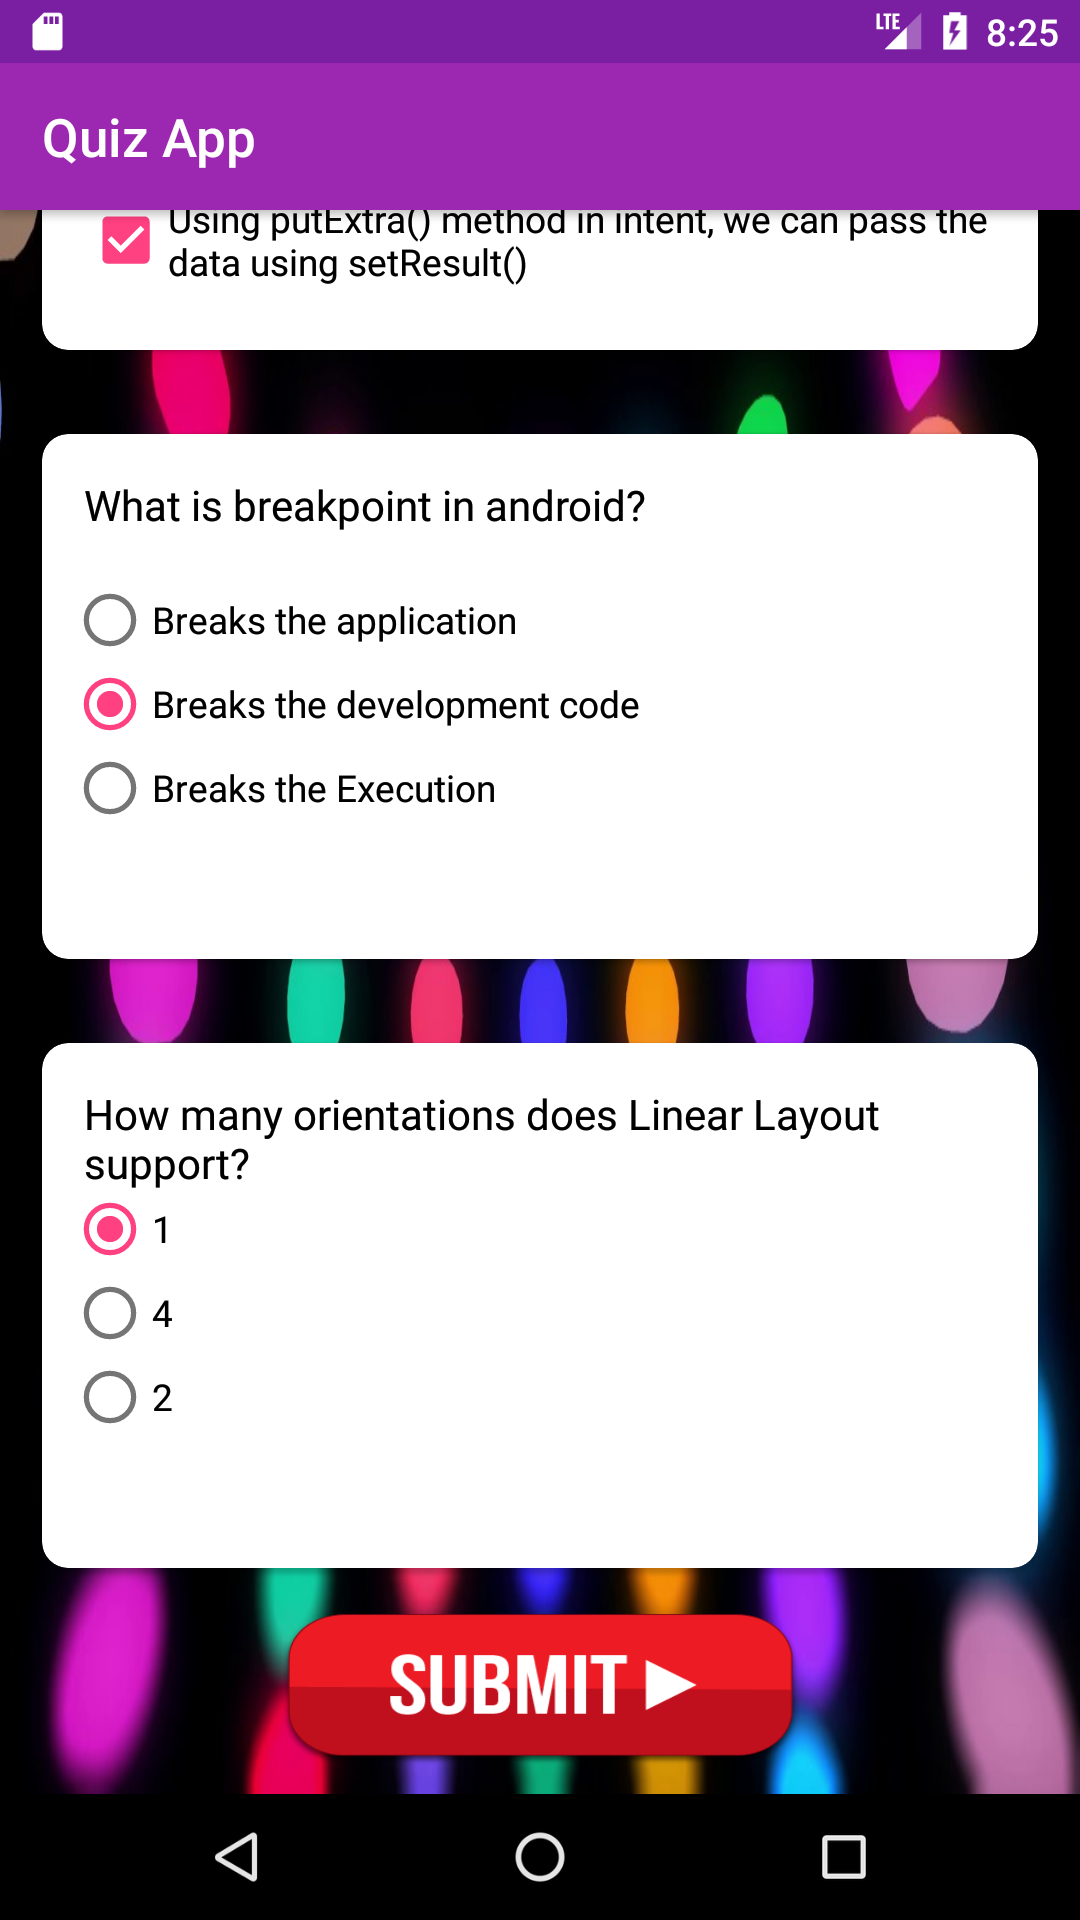 LTE 8:25
Quiz App
Using putExtra() method in intent, we can pass the
data using setResult()
What is breakpoint in android?
Breaks the application
Breaks the development code
Breaks the Execution
How many orientations does Linear Layout
support?
1
4
2
SUBMIT